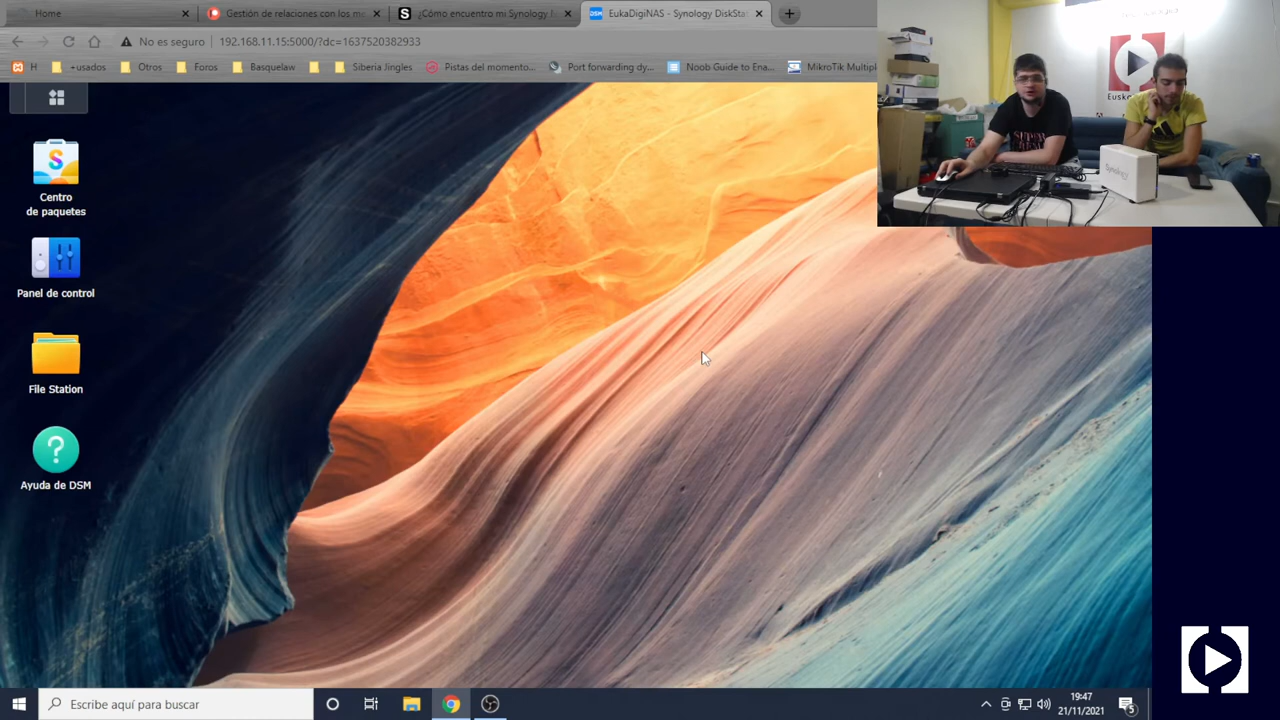 Home
Gestión de relaciones con los m
¿Cómo encuentro mi Synology
EukaDigiNAS - Synology DiskSta
No es seguro
192.168.11.15:5000/?dc=1637520382933
H
+usados
Otros
Foros
Basquelaw
Siberia Jingles
Pistas del momento...
Port forwarding dy...
Noob Guide to Ena...
MikroTik Multip
Centro
de paquetes
Panel de control
File Station
Ayuda de DSM
Synology
Escribe aquí para buscar
19:47
21/11/2021
5